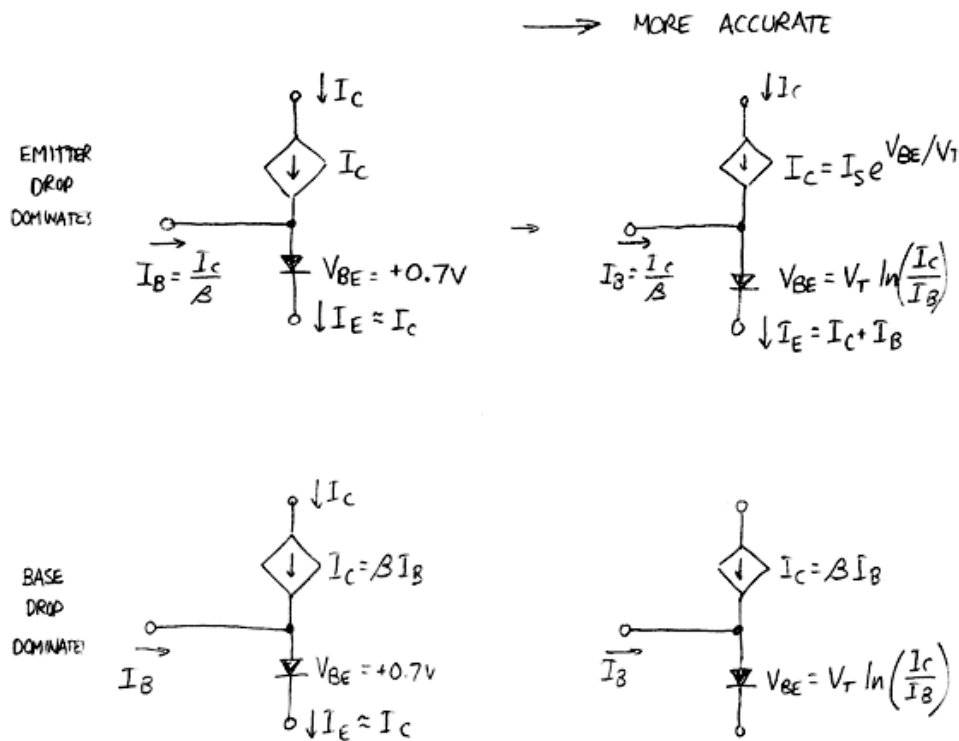 → MORE ACCURATE
↓I_C
I_C
EMITTER
DROP
DOMINATES
I_B = I_C/β
V_BE = +0.7V
↓I_E ≈ I_C
→
↓I_C
I_C = I_S e^(V_BE/V_T)
I_B = I_C/β
V_BE = V_T ln(I_C/I_B)
↓I_E = I_C + I_B
↓I_C
I_C = βI_B
BASE
DROP
DOMINATES
I_B
V_BE = +0.7V
↓I_E ≈ I_C
I_C = βI_B
I_B
V_BE = V_T ln(I_C/I_B)